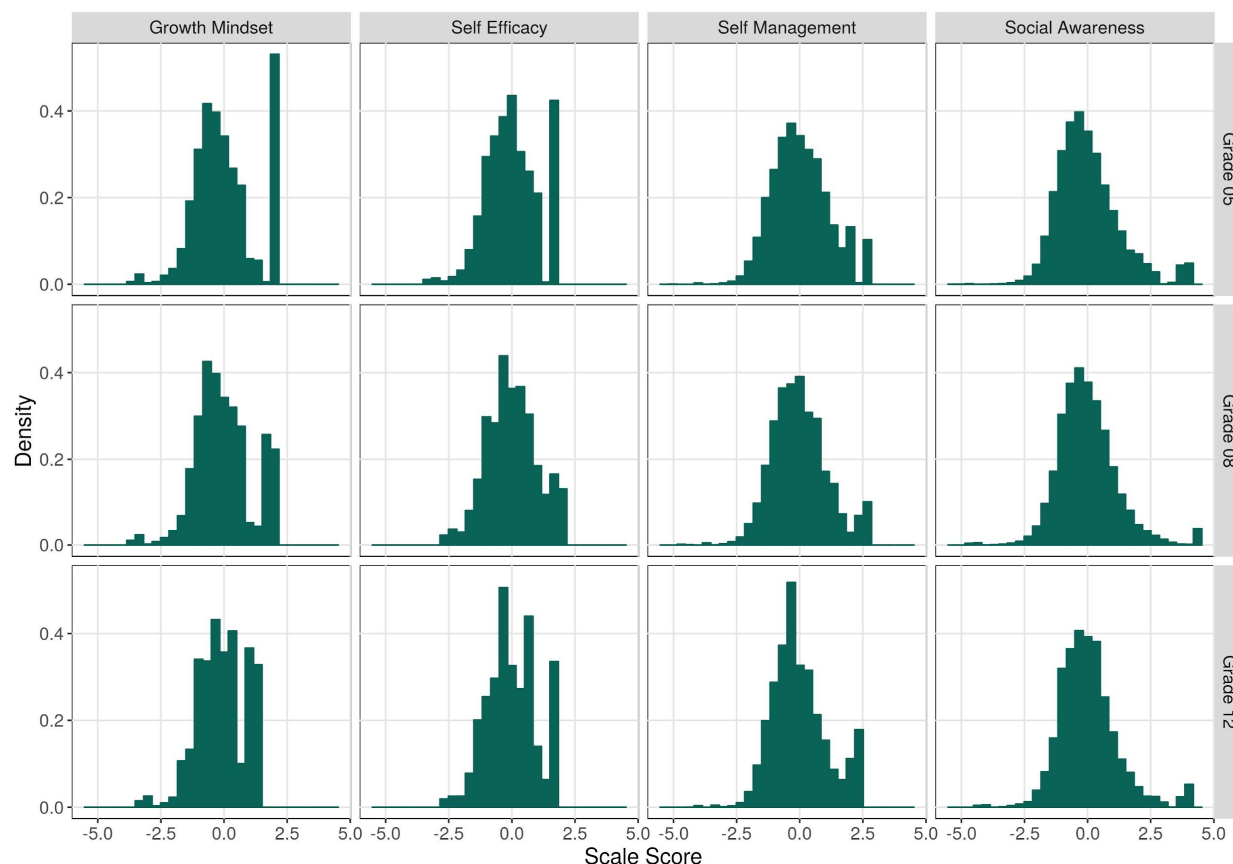 Growth Mindset Self Efficacy Self Management Social Awareness
0.4
0.2
0.0
Grade 05
0.4
0.2
0.0
Grade 08
0.4
0.2
0.0
Grade 12
Density
-5.0 -2.5 0.0 2.5 5.0 -5.0 -2.5 0.0 2.5 5.0 -5.0 -2.5 0.0 2.5 5.0 -5.0 -2.5 0.0 2.5 5.0
Scale Score